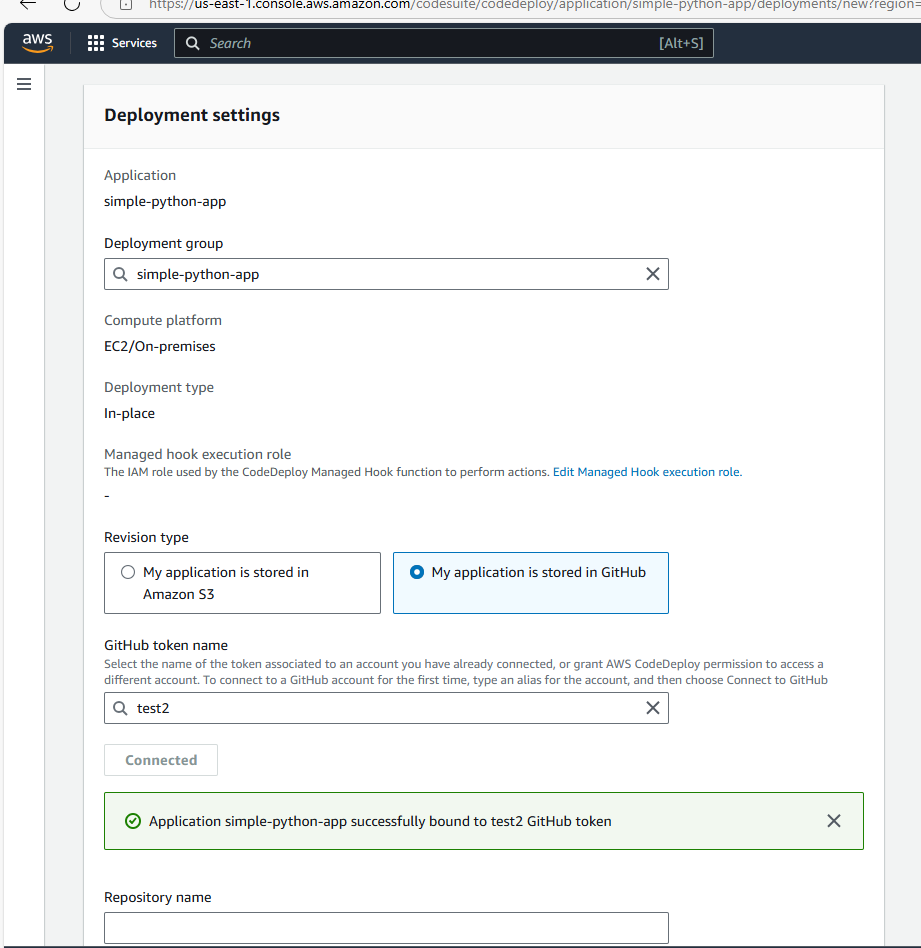 https://us-east-1.console.aws.amazon.com/codesuite/codedeploy/application/simple-python-app/deployments/new?region=
aws
Services
Search
[Alt+S]
Deployment settings
Application
simple-python-app
Deployment group
simple-python-app
Compute platform
EC2/On-premises
Deployment type
In-place
Managed hook execution role
The IAM role used by the CodeDeploy Managed Hook function to perform actions. Edit Managed Hook execution role.
-
Revision type
My application is stored in
Amazon S3
My application is stored in GitHub
GitHub token name
Select the name of the token associated to an account you have already connected, or grant AWS CodeDeploy permission to access a
different account. To connect to a GitHub account for the first time, type an alias for the account, and then choose Connect to GitHub
test2
Connected
Application simple-python-app successfully bound to test2 GitHub token
Repository name